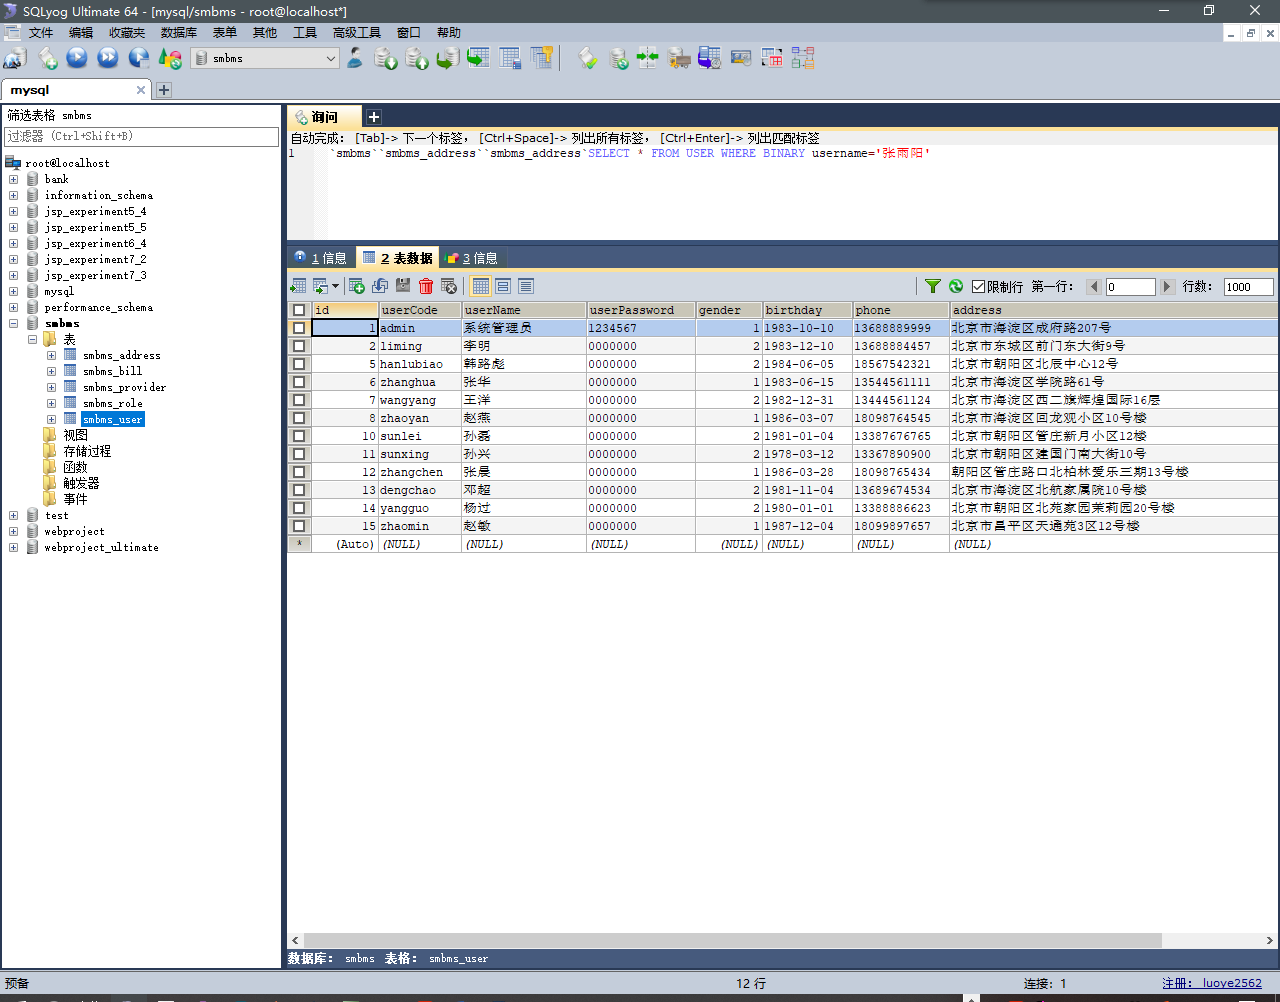 SQLyog Ultimate 64 - [mysql/smbms - root@localhost*]
文件 编辑 收藏夹 数据库 表单 其他 工具 高级工具 窗口 帮助
smbms
mysql
筛选表格 smbms
过滤器 (Ctrl+Shift+B)
root@localhost
bank
information_schema
jsp_experiment5_4
jsp_experiment5_5
jsp_experiment6_4
jsp_experiment7_2
jsp_experiment7_3
mysql
performance_schema
smbms
表
smbms_address
smbms_bill
smbms_provider
smbms_role
smbms_user
视图
存储过程
函数
触发器
事件
test
webproject
webproject_ultimate
询问
自动完成： [Tab]-> 下一个标签， [Ctrl+Space]-> 列出所有标签， [Ctrl+Enter]-> 列出匹配标签
1 `smbms``smbms_address``smbms_address`SELECT * FROM USER WHERE BINARY username='张雨阳'
1 信息 2 表数据 3 信息
限制行 第一行： 0 行数： 1000
id userCode userName userPassword gender birthday phone address
1 admin 系统管理员 1234567 1 1983-10-10 13688889999 北京市海淀区成府路207号
2 liming 李明 0000000 2 1983-12-10 13688884457 北京市东城区前门东大街9号
5 hanlubiao 韩路彪 0000000 2 1984-06-05 18567542321 北京市朝阳区北辰中心12号
6 zhanghua 张华 0000000 1 1983-06-15 13544561111 北京市海淀区学院路61号
7 wangyang 王洋 0000000 2 1982-12-31 13444561124 北京市海淀区西二旗辉煌国际16层
8 zhaoyan 赵燕 0000000 1 1986-03-07 18098764545 北京市海淀区回龙观小区10号楼
10 sunlei 孙磊 0000000 2 1981-01-04 13387676765 北京市朝阳区管庄新月小区12楼
11 sunxing 孙兴 0000000 2 1978-03-12 13367890900 北京市朝阳区建国门南大街10号
12 zhangchen 张晨 0000000 1 1986-03-28 18098765434 朝阳区管庄路口北柏林爱乐三期13号楼
13 dengchao 邓超 0000000 2 1981-11-04 13689674534 北京市海淀区北航家属院10号楼
14 yangguo 杨过 0000000 2 1980-01-01 13388886623 北京市朝阳区北苑家园茉莉园20号楼
15 zhaomin 赵敏 0000000 1 1987-12-04 18099897657 北京市昌平区天通苑3区12号楼
* (Auto) (NULL) (NULL) (NULL) (NULL) (NULL) (NULL) (NULL)
数据库： smbms 表格： smbms_user
预备 12 行 连接：1 注册： luoye2562